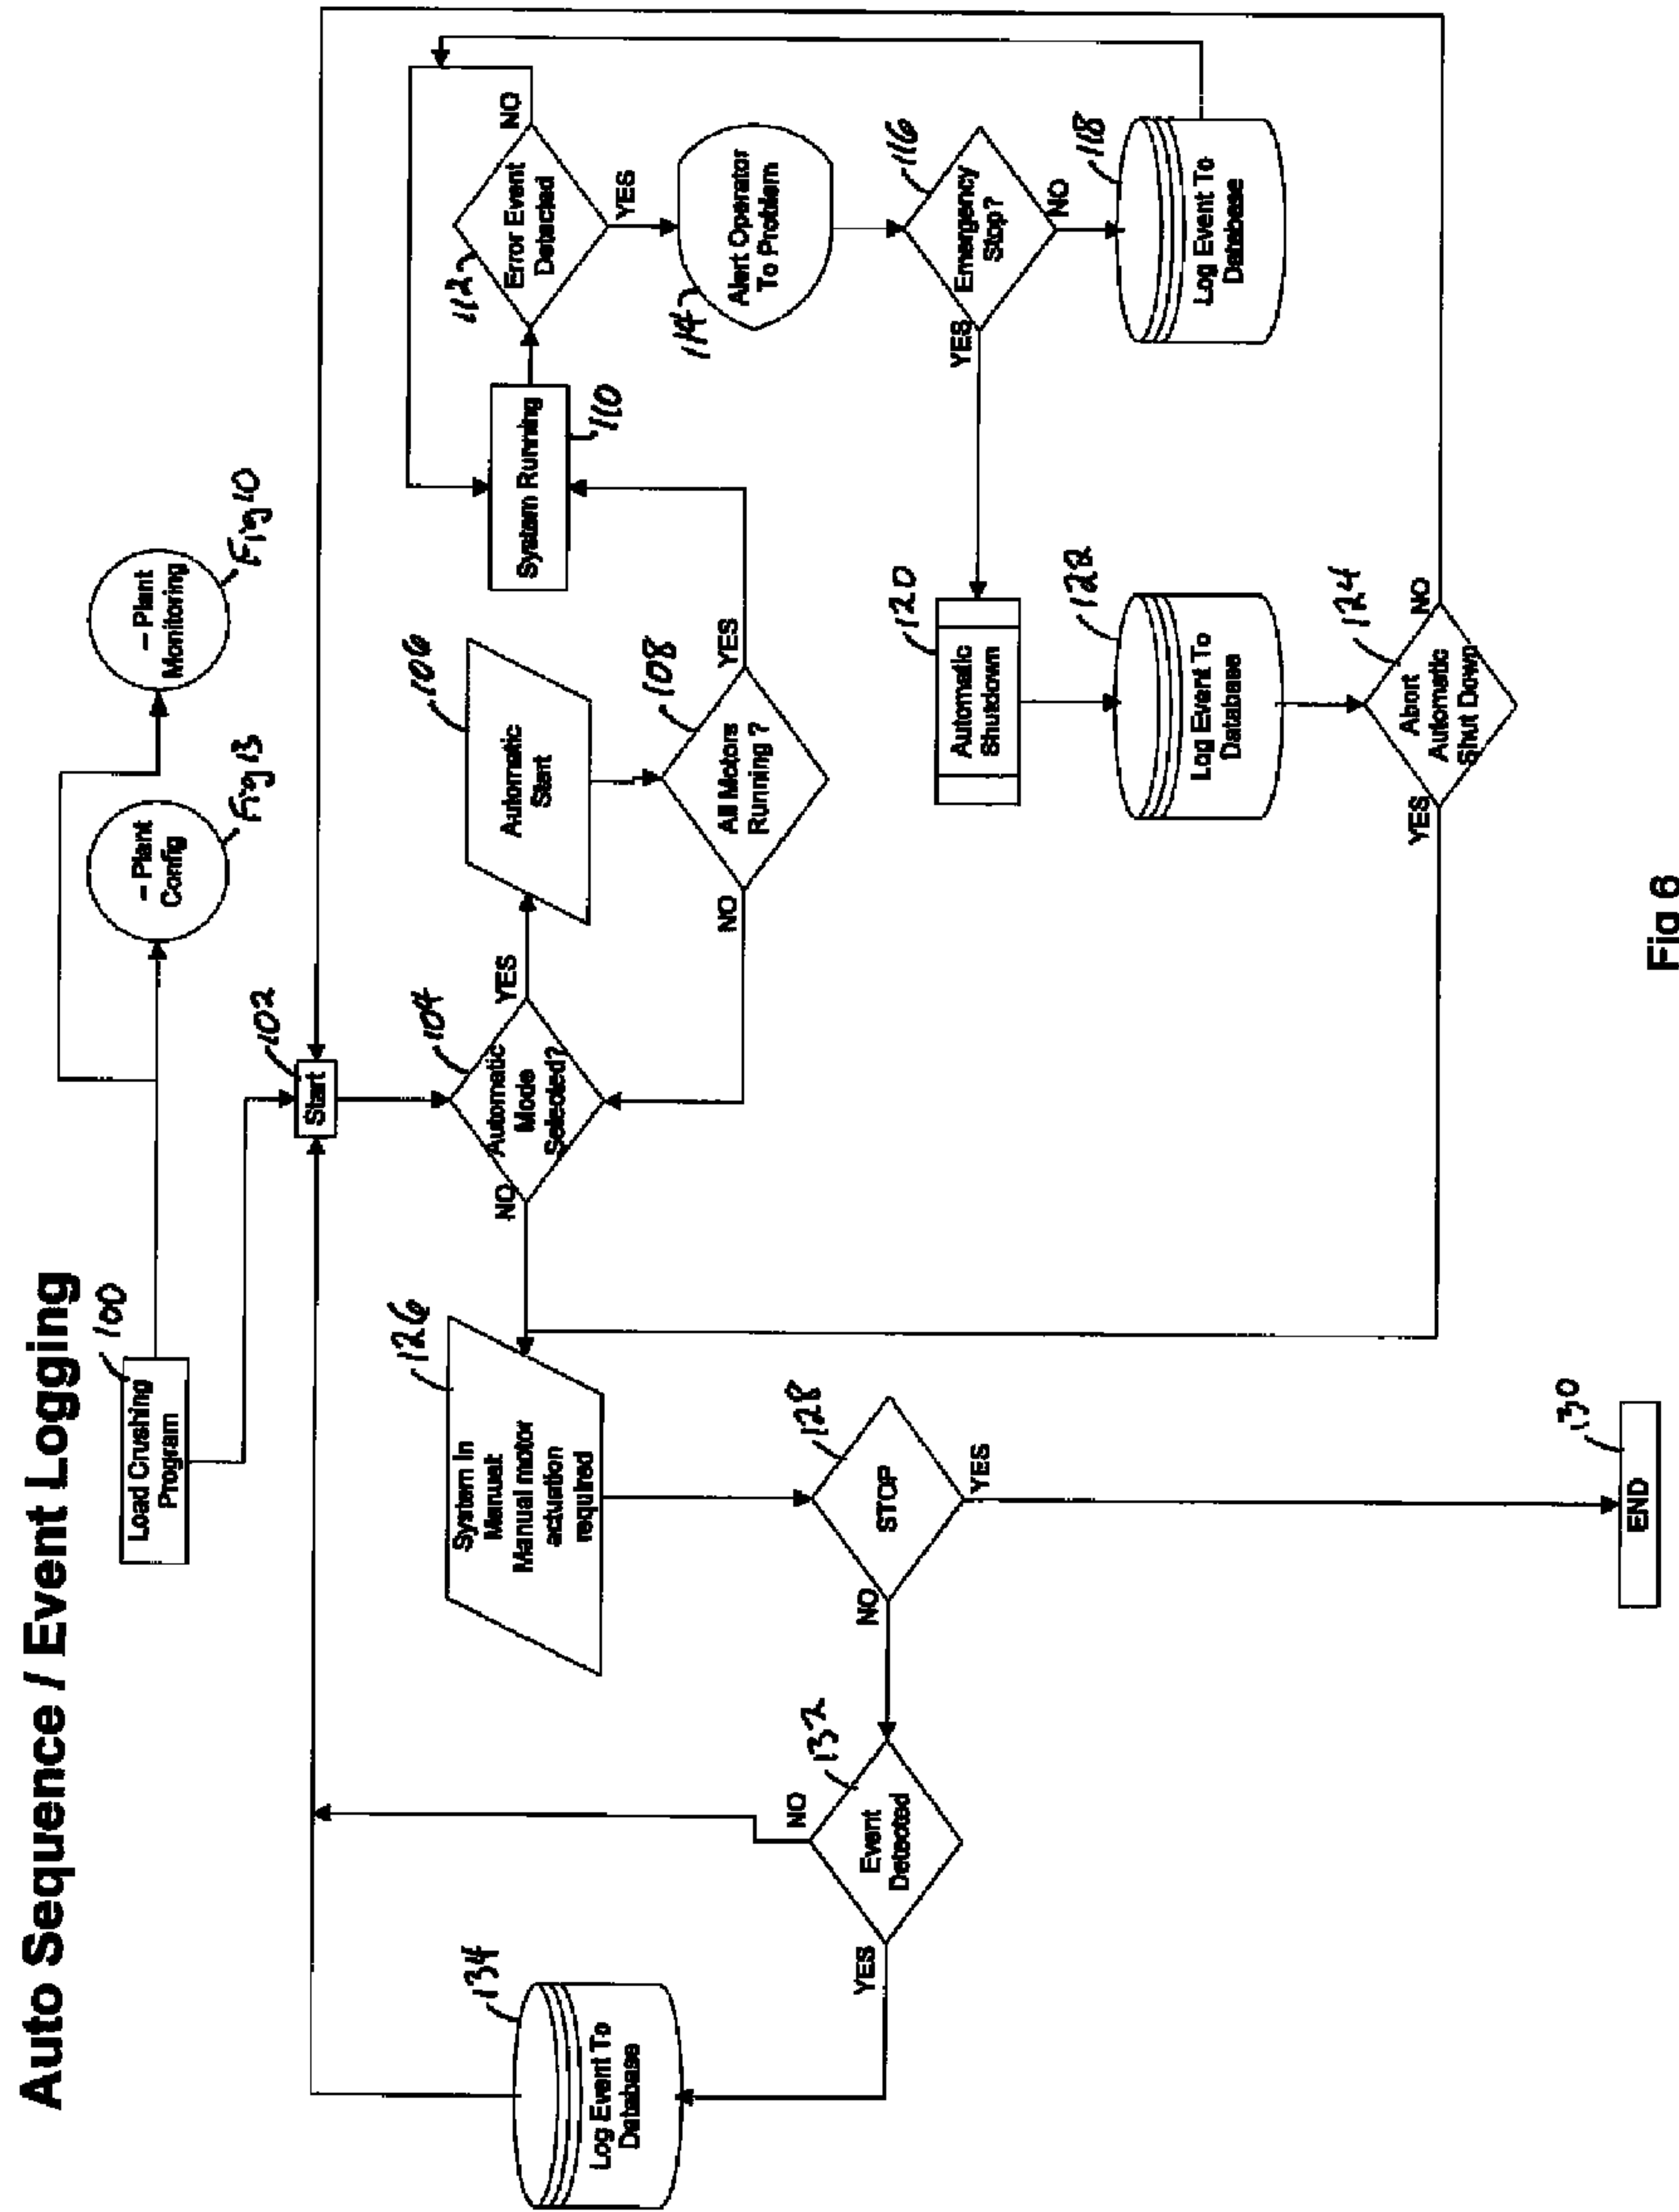 Auto Sequence / Event Logging
100
Load Crushing
Program
– Plant
Config
Fig 13
– Plant
Monitoring
Fig 10
102
Start
104
Automatic
Mode
Selected?
YES
NO
106
Automatic
Start
108
All Motors
Running ?
YES
NO
System Running
110
112
Error Event
Detected
NO
YES
114
Alert Operator
To Problem
116
Emergency
Stop?
YES
NO
118
Log Event To
Database
120
Automatic
Shutdown
122
Log Event To
Database
124
Abort
Automatic
Shut Down
YES
NO
126
System In
Manual:
Manual motor
actuation
required
128
STOP
NO
YES
130
END
132
Event
Detected
NO
YES
134
Log Event To
Database
Fig 6